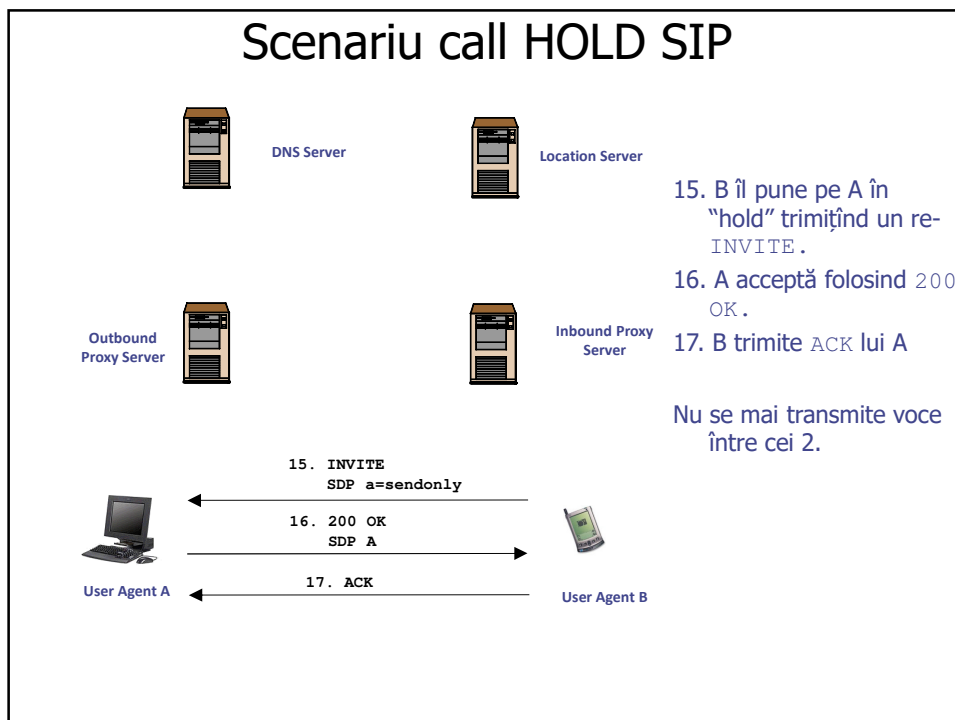 Scenariu call HOLD SIP
DNS Server
Location Server
Outbound
Proxy Server
Inbound Proxy
Server
15. B îl pune pe A în
“hold” trimițînd un re-
INVITE.
16. A acceptă folosind 200
OK.
17. B trimite ACK lui A
Nu se mai transmite voce
între cei 2.
15. INVITE
SDP a=sendonly
16. 200 OK
SDP A
17. ACK
User Agent A
User Agent B